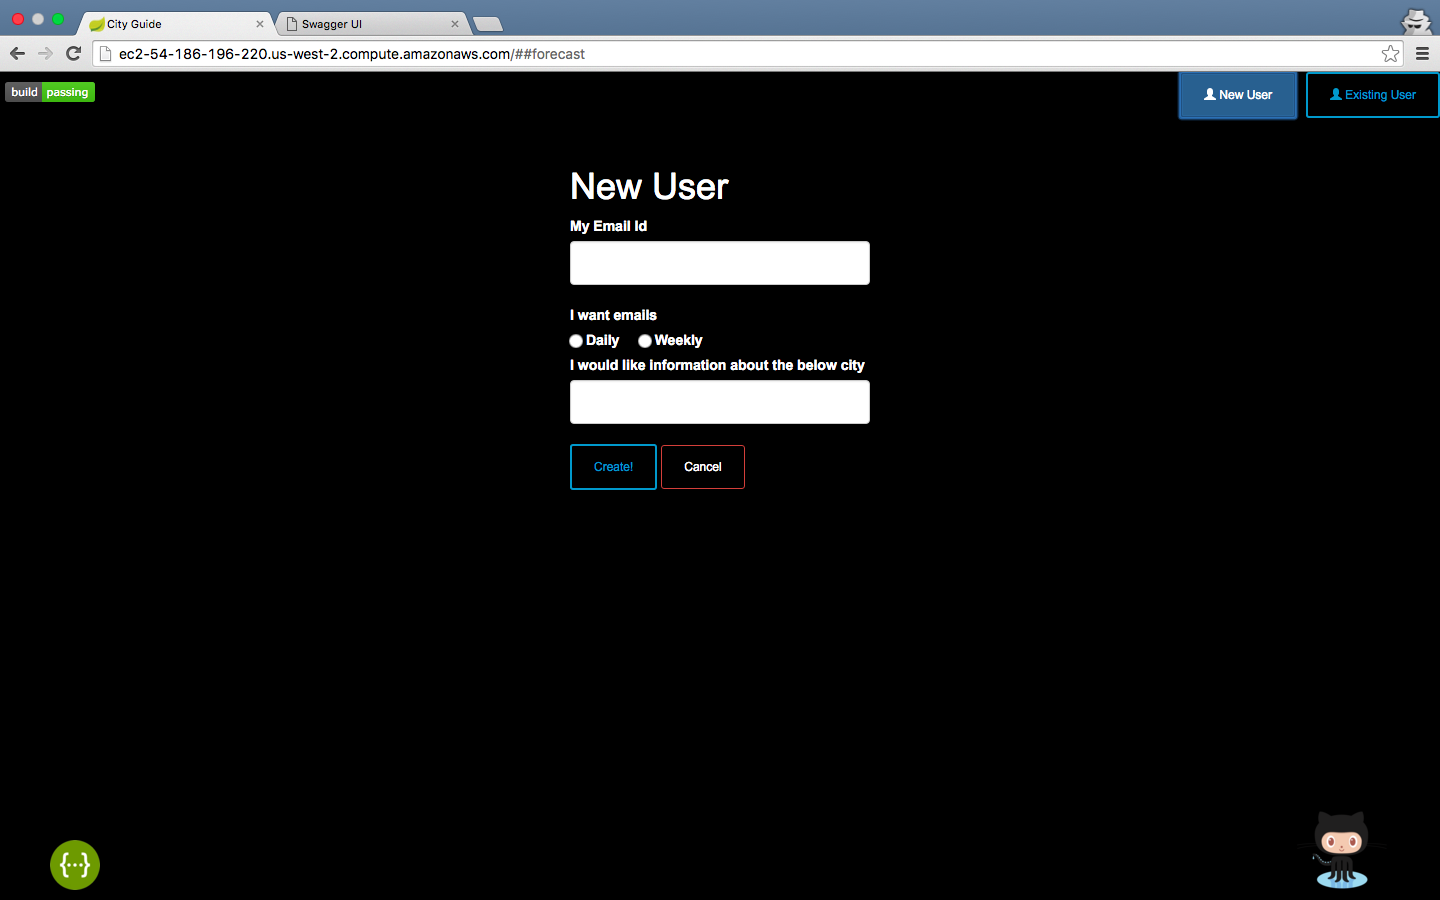 City Guide
Swagger UI
ec2-54-186-196-220.us-west-2.compute.amazonaws.com/##forecast
build passing
New User
Existing User
New User
My Email Id
I want emails
Daily Weekly
I would like information about the below city
Create! Cancel
{···}